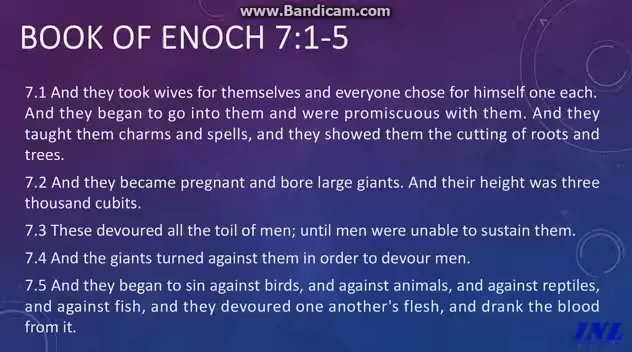 www.Bandicam.com
BOOK OF ENOCH 7:1-5
7.1 And they took wives for themselves and everyone chose for himself one each.
And they began to go into them and were promiscuous with them. And they
taught them charms and spells, and they showed them the cutting of roots and
trees.
7.2 And they became pregnant and bore large giants. And their height was three
thousand cubits.
7.3 These devoured all the toil of men; until men were unable to sustain them.
7.4 And the giants turned against them in order to devour men.
7.5 And they began to sin against birds, and against animals, and against reptiles,
and against fish, and they devoured one another's flesh, and drank the blood
from it.
INL